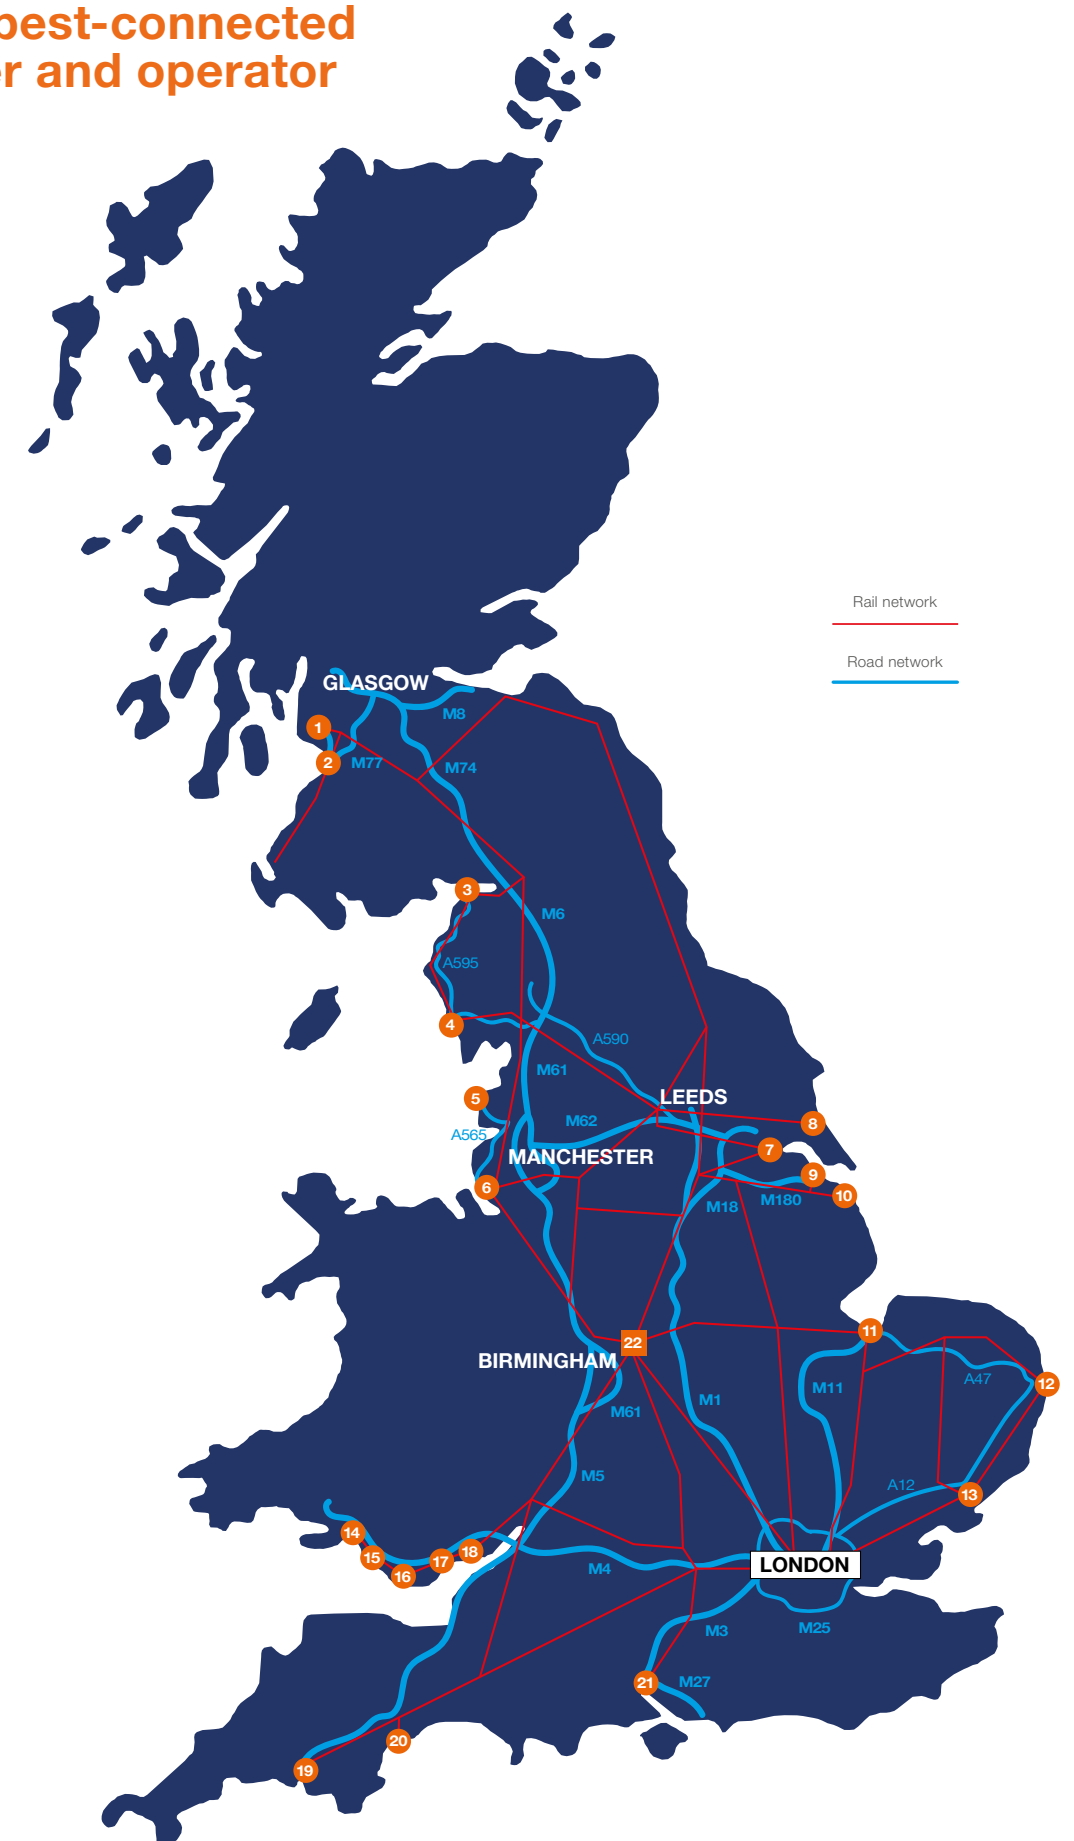 best-connected
er and operator
Rail network
Road network
GLASGOW
M8
1
2
M77
M74
3
M6
A595
4
A590
M61
5
LEEDS
A565
M62
8
MANCHESTER
7
6
9
M18
M180
10
11
22
BIRMINGHAM
A47
12
M11
M1
M61
M5
A12
13
14
15
18
17
16
M4
LONDON
M3
M25
21
M27
20
19